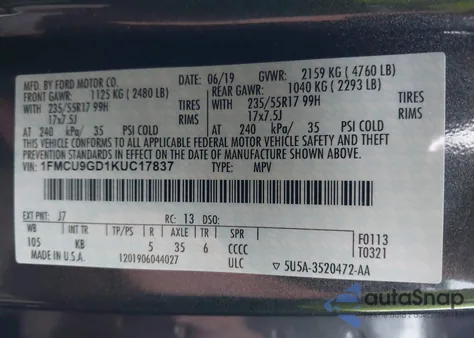 MFD. BY FORD MOTOR CO.
DATE: 06/19 GVWR: 2159 KG ( 4760 LB)
FRONT GAWR: 1125 KG ( 2480 LB)
REAR GAWR: 1040 KG ( 2293 LB)
WITH 235/55R17 99H TIRES WITH 235/55R17 99H TIRES
17x7.5J RIMS 17x7.5J RIMS
AT 240 kPa/ 35 PSI COLD AT 240 kPa/ 35 PSI COLD
THIS VEHICLE CONFORMS TO ALL APPLICABLE FEDERAL MOTOR VEHICLE
SAFETY, BUMPER, AND THEFT PREVENTION STANDARDS IN EFFECT ON THE DATE OF MANUFACTURE SHOWN ABOVE.
VIN: 1FMCU9GD1KUC17837 TYPE: MPV
EXT PNT: J7 RC: 13 DSO:
WB INT TR TP/PS R AXLE TR SPR F0113
105 KB 5 35 6 CCCC T0321
MADE IN U.S.A. 1201906044027 ULC ▽ 5U5A-3520472-AA
autoSnap